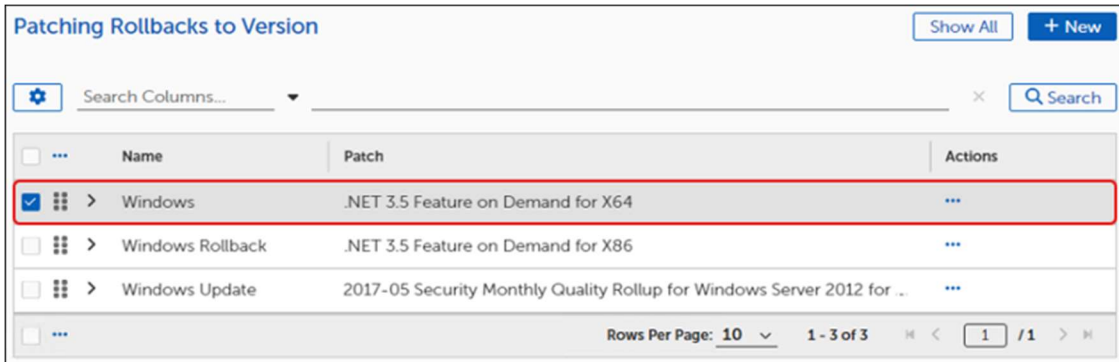 Patching Rollbacks to Version
Show All
+ New
Search Columns...
Search
Name Patch Actions
Windows .NET 3.5 Feature on Demand for X64 ...
Windows Rollback .NET 3.5 Feature on Demand for X86 ...
Windows Update 2017-05 Security Monthly Quality Rollup for Windows Server 2012 for ... ...
Rows Per Page: 10 1 - 3 of 3 1 / 1